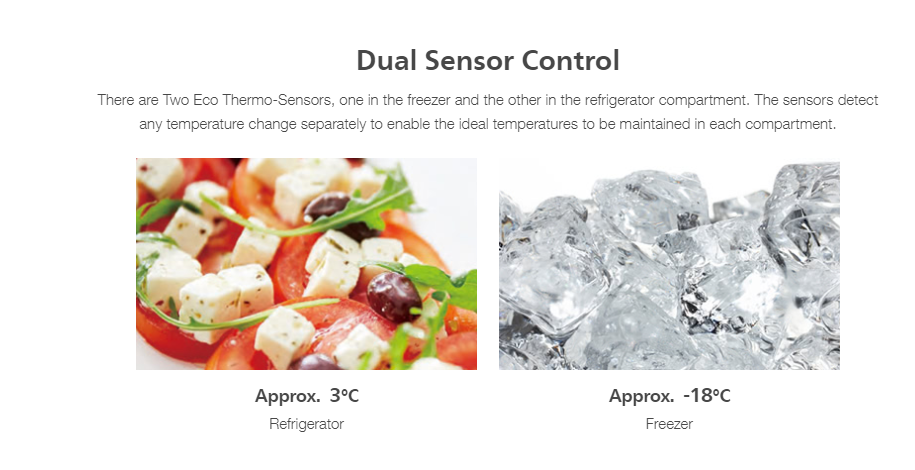 Dual Sensor Control
There are Two Eco Thermo-Sensors, one in the freezer and the other in the refrigerator compartment. The sensors detect
any temperature change separately to enable the ideal temperatures to be maintained in each compartment.
Approx. 3°C
Refrigerator
Approx. -18°C
Freezer